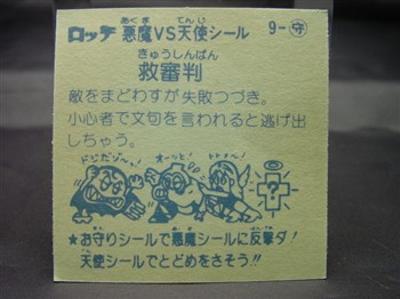 ロッテ 悪魔VS天使シール 9-守
あくま てんし
きゅうしんぱん
救審判
敵をまどわすが失敗つづき。
小心者で文句を言われると逃げ出
しちゃう。
ドジだゾ〜ッ! オーッと! トトォ〜!
?
★お守りシールで悪魔シールに反撃ダ!
天使シールでとどめをさそう!!